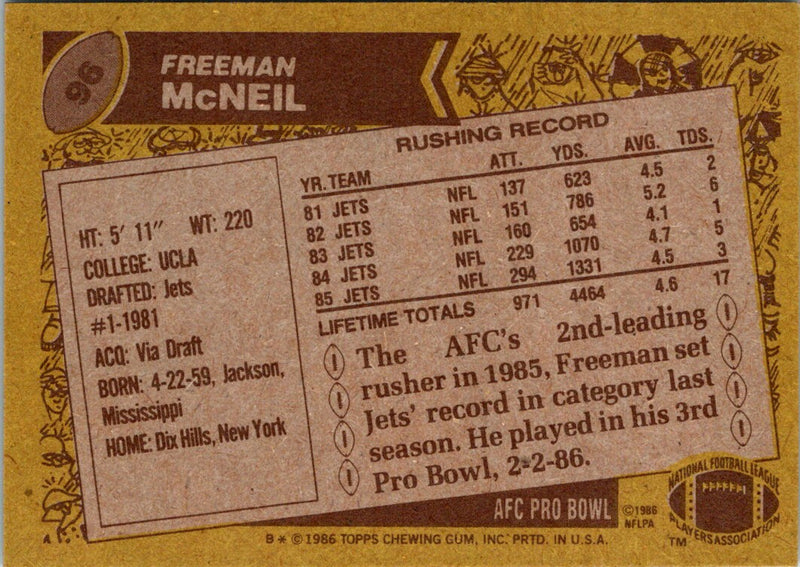 96
FREEMAN
McNEIL
RUSHING RECORD
YR. TEAM ATT. YDS. AVG. TDS.
81 JETS NFL 137 623 4.5 2
82 JETS NFL 151 786 5.2 6
83 JETS NFL 160 654 4.1 1
84 JETS NFL 229 1070 4.7 5
85 JETS NFL 294 1331 4.5 3
LIFETIME TOTALS 971 4464 4.6 17
HT: 5' 11" WT: 220
COLLEGE: UCLA
DRAFTED: Jets
#1-1981
ACQ: Via Draft
BORN: 4-22-59, Jackson,
Mississippi
HOME: Dix Hills, New York
The AFC's 2nd-leading
rusher in 1985, Freeman set
Jets' record in category last
season. He played in his 3rd
Pro Bowl, 2-2-86.
AFC PRO BOWL
©1986
NFLPA
NATIONAL FOOTBALL LEAGUE
PLAYERS ASSOCIATION
TM
B * © 1986 TOPPS CHEWING GUM, INC. PRTD. IN U.S.A.